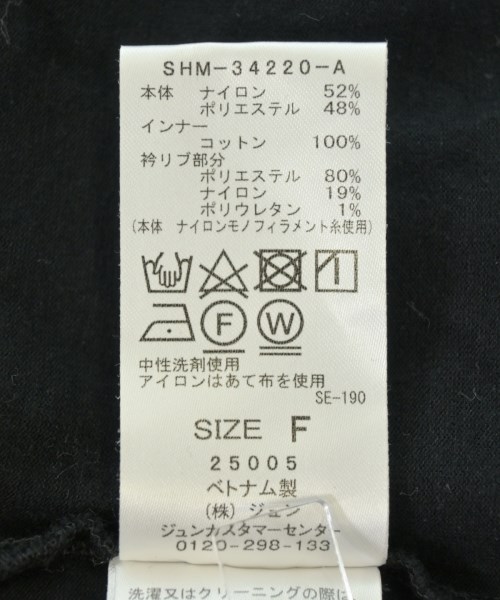 SHM-34220-A
本体 ナイロン 52%
ポリエステル 48%
インナー
コットン 100%
衿リブ部分
ポリエステル 80%
ナイロン 19%
ポリウレタン 1%
(本体 ナイロンモノフィラメント糸使用)
F W
中性洗剤使用
アイロンはあて布を使用
SE-190
SIZE F
25005
ベトナム製
(株) ジュン
ジュンカスタマーセンター
0120-298-133
洗濯又はクリーニングの際は